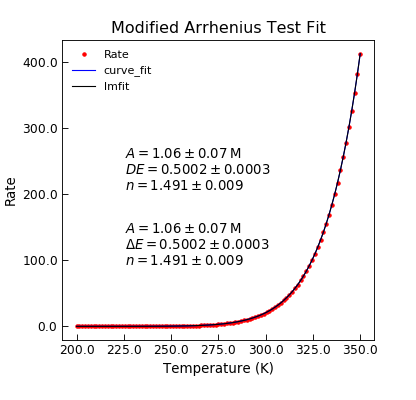 Modified Arrhenius Test Fit
Rate
curve_fit
lmfit
A = 1.06 ± 0.07 M
DE = 0.5002 ± 0.0003
n = 1.491 ± 0.009
A = 1.06 ± 0.07 M
ΔE = 0.5002 ± 0.0003
n = 1.491 ± 0.009
Rate
400.0
300.0
200.0
100.0
0.0
200.0 225.0 250.0 275.0 300.0 325.0 350.0
Temperature (K)